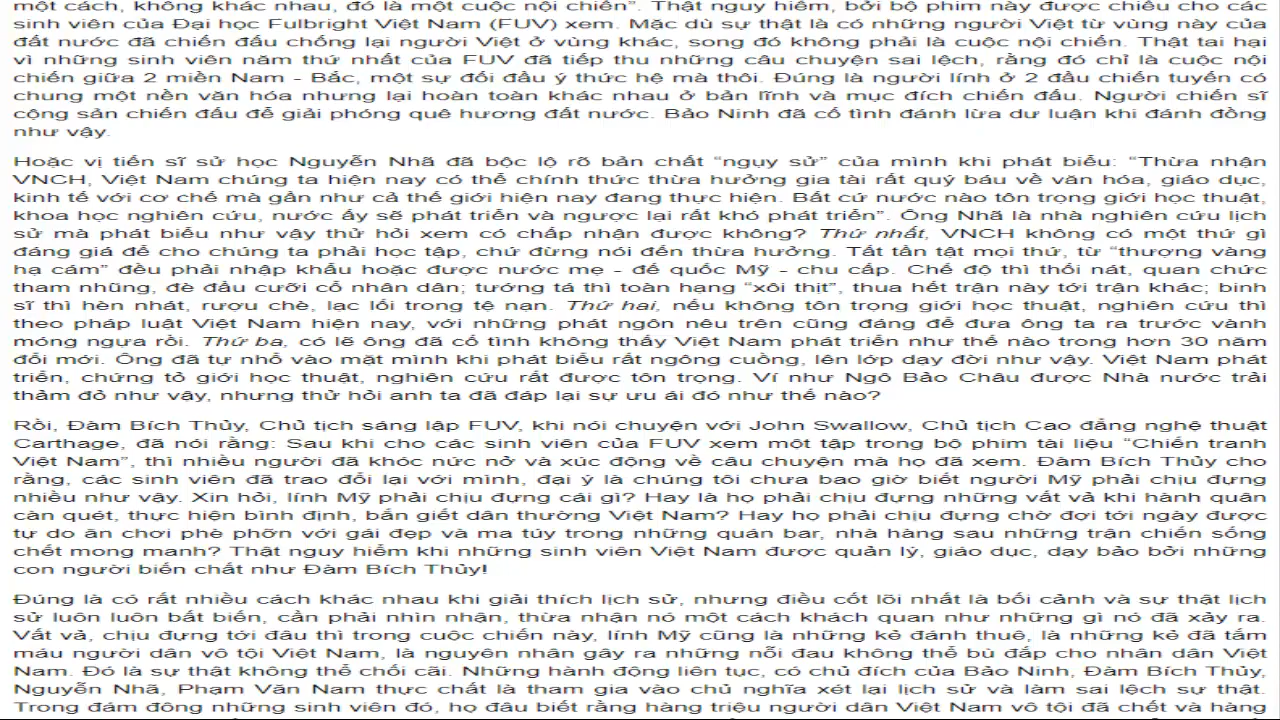 một cách, không khác nhau, đó là một cuộc nội chiến”. Thật nguy hiểm, bởi bộ phim này được chiếu cho các
sinh viên của Đại học Fulbright Việt Nam (FUV) xem. Mặc dù sự thật là có những người Việt từ vùng này của
đất nước đã chiến đấu chống lại người Việt ở vùng khác, song đó không phải là cuộc nội chiến. Thật tai hại
vì những sinh viên năm thứ nhất của FUV đã tiếp thu những câu chuyện sai lệch, rằng đó chỉ là cuộc nội
chiến giữa 2 miền Nam - Bắc, một sự đối đầu ý thức hệ mà thôi. Đúng là người lính ở 2 đầu chiến tuyến có
chung một nền văn hóa nhưng lại hoàn toàn khác nhau ở bản lĩnh và mục đích chiến đấu. Người chiến sĩ
cộng sản chiến đấu để giải phóng quê hương đất nước. Bảo Ninh đã cố tình đánh lừa dư luận khi đánh đồng
như vậy.
Hoặc vị tiến sĩ sử học Nguyễn Nhã đã bộc lộ rõ bản chất “ngụy sử” của mình khi phát biểu: “Thừa nhận
VNCH, Việt Nam chúng ta hiện nay có thể chính thức thừa hưởng gia tài rất quý báu về văn hóa, giáo dục,
kinh tế với cơ chế mà gần như cả thế giới hiện nay đang thực hiện. Bất cứ nước nào tôn trọng giới học thuật,
khoa học nghiên cứu, nước ấy sẽ phát triển và ngược lại rất khó phát triển”. Ông Nhã là nhà nghiên cứu lịch
sử mà phát biểu như vậy thử hỏi xem có chấp nhận được không? Thứ nhất, VNCH không có một thứ gì
đáng giá để cho chúng ta phải học tập, chứ đừng nói đến thừa hưởng. Tất tần tật mọi thứ, từ “thượng vàng
hạ cám” đều phải nhập khẩu hoặc được nước mẹ - đế quốc Mỹ - chu cấp. Chế độ thì thối nát, quan chức
tham nhũng, đè đầu cưỡi cổ nhân dân; tướng tá thì toàn hạng “xôi thịt”, thua hết trận này tới trận khác; binh
sĩ thì hèn nhát, rượu chè, lạc lối trong tệ nạn. Thứ hai, nếu không tôn trọng giới học thuật, nghiên cứu thì
theo pháp luật Việt Nam hiện nay, với những phát ngôn nêu trên cũng đáng để đưa ông ta ra trước vành
móng ngựa rồi. Thứ ba, có lẽ ông đã cố tình không thấy Việt Nam phát triển như thế nào trong hơn 30 năm
đổi mới. Ông đã tự nhổ vào mặt mình khi phát biểu rất ngông cuồng, lên lớp dạy đời như vậy. Việt Nam phát
triển, chứng tỏ giới học thuật, nghiên cứu rất được tôn trọng. Ví như Ngô Bảo Châu được Nhà nước trải
thảm đỏ như vậy, nhưng thử hỏi anh ta đã đáp lại sự ưu ái đó như thế nào?
Rồi, Đàm Bích Thủy, Chủ tịch sáng lập FUV, khi nói chuyện với John Swallow, Chủ tịch Cao đẳng nghệ thuật
Carthage, đã nói rằng: Sau khi cho các sinh viên của FUV xem một tập trong bộ phim tài liệu “Chiến tranh
Việt Nam”, thì nhiều người đã khóc nức nở và xúc động về câu chuyện mà họ đã xem. Đàm Bích Thủy cho
rằng, các sinh viên đã trao đổi lại với mình, đại ý là chúng tôi chưa bao giờ biết người Mỹ phải chịu đựng
nhiều như vậy. Xin hỏi, lính Mỹ phải chịu đựng cái gì? Hay là họ phải chịu đựng những vất vả khi hành quân
càn quét, thực hiện bình định, bắn giết dân thường Việt Nam? Hay họ phải chịu đựng chờ đợi tới ngày được
tự do ăn chơi phè phỡn với gái đẹp và ma túy trong những quán bar, nhà hàng sau những trận chiến sống
chết mong manh? Thật nguy hiểm khi những sinh viên Việt Nam được quản lý, giáo dục, dạy bảo bởi những
con người biến chất như Đàm Bích Thủy!
Đúng là có rất nhiều cách khác nhau khi giải thích lịch sử, nhưng điều cốt lõi nhất là bối cảnh và sự thật lịch
sử luôn luôn bất biến, cần phải nhìn nhận, thừa nhận nó một cách khách quan như những gì nó đã xảy ra.
Vất vả, chịu đựng tới đâu thì trong cuộc chiến này, lính Mỹ cũng là những kẻ đánh thuê, là những kẻ đã tắm
máu người dân vô tội Việt Nam, là nguyên nhân gây ra những nỗi đau không thể bù đắp cho nhân dân Việt
Nam. Đó là sự thật không thể chối cãi. Những hành động liên tục, có chủ đích của Bảo Ninh, Đàm Bích Thủy,
Nguyễn Nhã, Phạm Văn Nam thực chất là tham gia vào chủ nghĩa xét lại lịch sử và làm sai lệch sự thật.
Trong đám đông những sinh viên đó, họ đâu biết rằng hàng triệu người dân Việt Nam vô tội đã chết và hàng